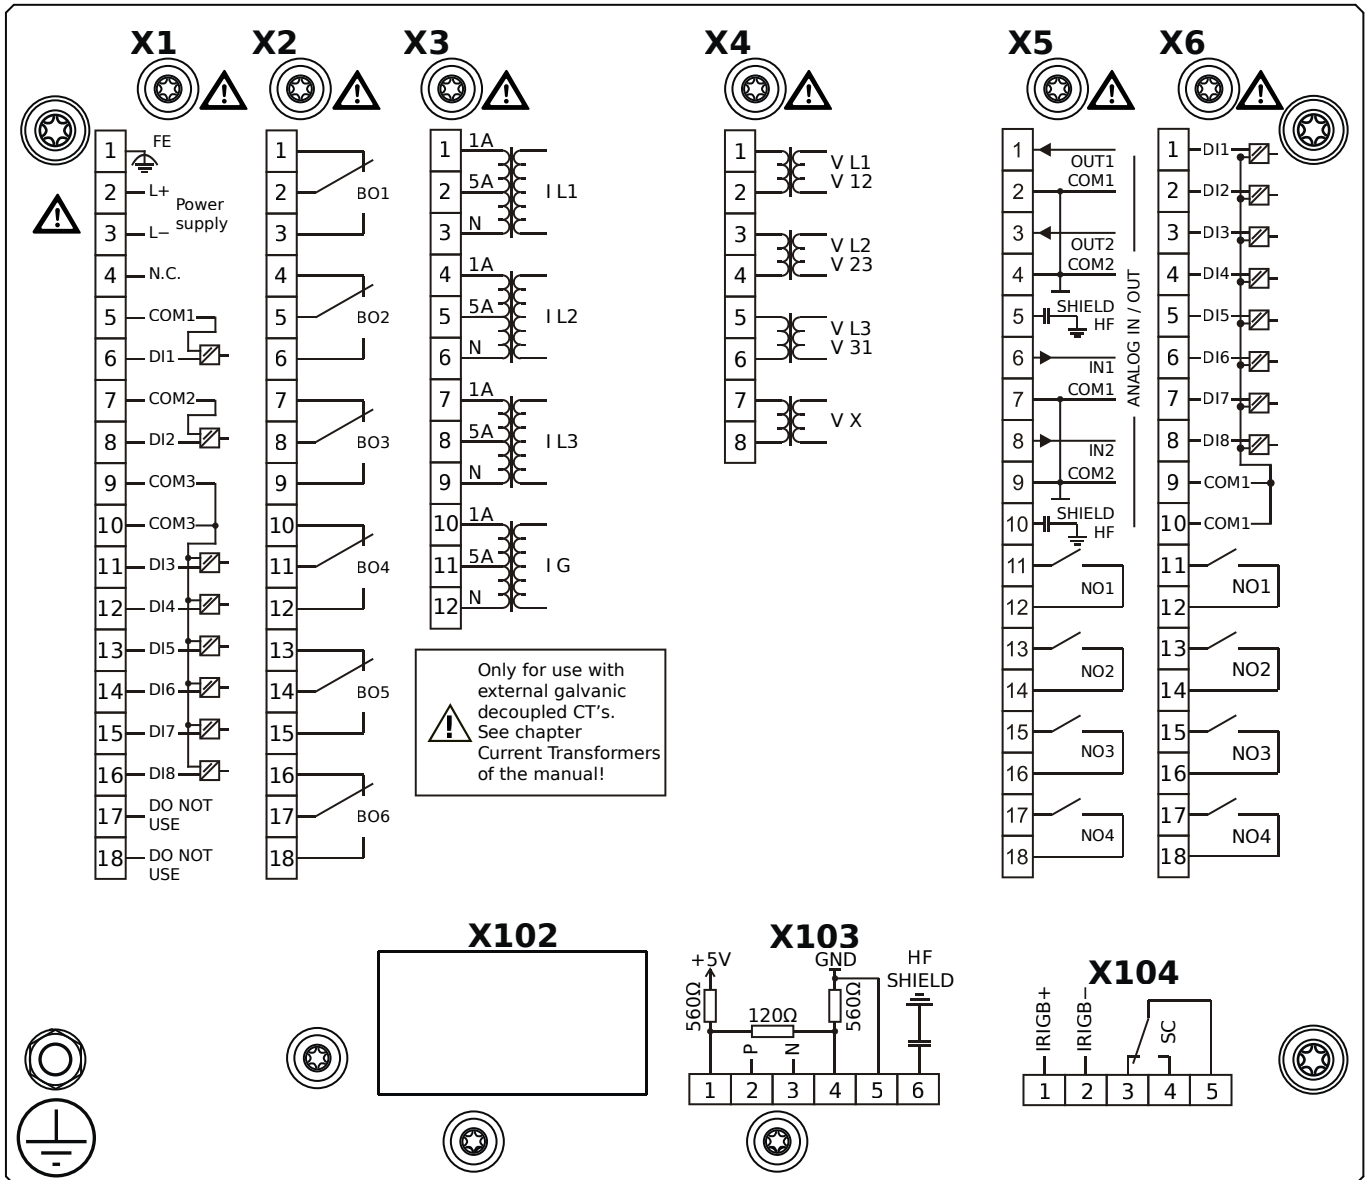 X1
X2
X3
X4
X5
X6
1 FE
2 L+
Power
supply
3 L−
4 N.C.
5 COM1
6 DI1
7 COM2
8 DI2
9 COM3
10 COM3
11 DI3
12 DI4
13 DI5
14 DI6
15 DI7
16 DI8
17 DO NOT
USE
18 DO NOT
USE
1
2 BO1
3
4
5 BO2
6
7
8 BO3
9
10
11 BO4
12
13
14 BO5
15
16
17 BO6
18
1 1A
2 5A I L1
3 N
4 1A
5 5A I L2
6 N
7 1A
8 5A I L3
9 N
10 1A
11 5A I G
12 N
Only for use with
external galvanic
decoupled CT's.
See chapter
Current Transformers
of the manual!
1 V L1
2 V 12
3 V L2
4 V 23
5 V L3
6 V 31
7 V X
8
1 OUT1
2 COM1
3 OUT2
4 COM2
5 SHIELD
HF
6 IN1
7 COM1
8 IN2
9 COM2
10 SHIELD
HF
ANALOG IN / OUT
11 NO1
12
13 NO2
14
15 NO3
16
17 NO4
18
1 DI1
2 DI2
3 DI3
4 DI4
5 DI5
6 DI6
7 DI7
8 DI8
9 COM1
10 COM1
11 NO1
12
13 NO2
14
15 NO3
16
17 NO4
18
X102
X103
+5V
GND
HF
SHIELD
560Ω
120Ω
560Ω
P
N
1 2 3 4 5 6
X104
IRIGB+
IRIGB−
SC
1 2 3 4 5